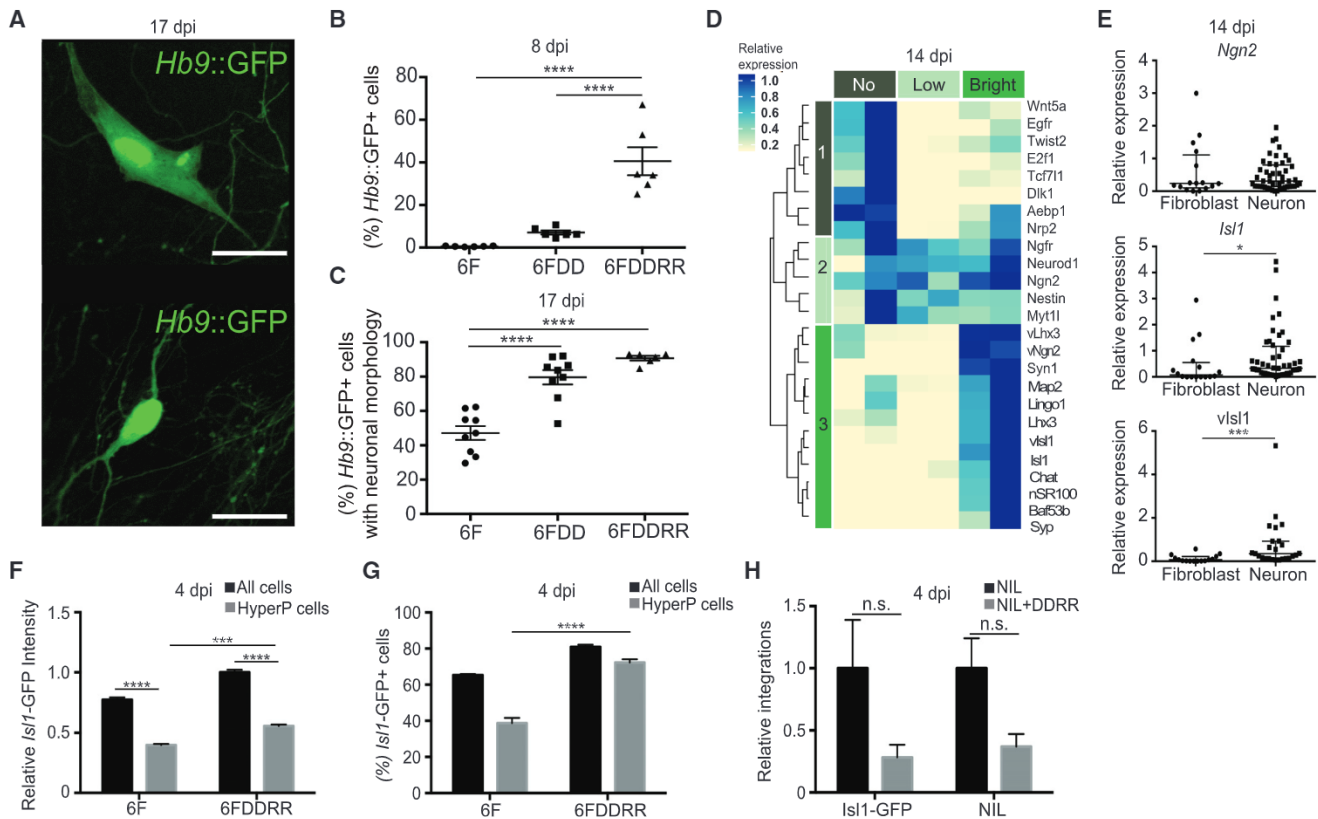 A
17 dpi
Hb9::GFP
Hb9::GFP
B
8 dpi
(%) Hb9::GFP+ cells
80
60
40
20
0
****
****
6F
6FDD
6FDDRR
C
17 dpi
(%) Hb9::GFP+ cells
with neuronal morphology
100
80
60
40
20
0
****
****
6F
6FDD
6FDDRR
D
14 dpi
Relative
expression
1.0
0.8
0.6
0.4
0.2
No
Low
Bright
1
2
3
Wnt5a
Egfr
Twist2
E2f1
Tcf7l1
Dlk1
Aebp1
Nrp2
Ngfr
Neurod1
Ngn2
Nestin
Myt1l
vLhx3
vNgn2
Syn1
Map2
Lingo1
Lhx3
vIsl1
Isl1
Chat
nSR100
Baf53b
Syp
E
14 dpi
Ngn2
Relative expression
4
3
2
1
0
Fibroblast
Neuron
Isl1
*
Relative expression
5
4
3
2
1
0
Fibroblast
Neuron
vIsl1
***
Relative expression
6
4
2
0
Fibroblast
Neuron
F
4 dpi
All cells
HyperP cells
Relative Isl1-GFP Intensity
1.5
1.0
0.5
0
****
***
****
6F
6FDDRR
G
4 dpi
All cells
HyperP cells
(%) Isl1-GFP+ cells
100
80
60
40
20
0
****
6F
6FDDRR
H
4 dpi
NIL
NIL+DDRR
Relative integrations
1.5
1.0
0.5
0
n.s.
n.s.
Isl1-GFP
NIL